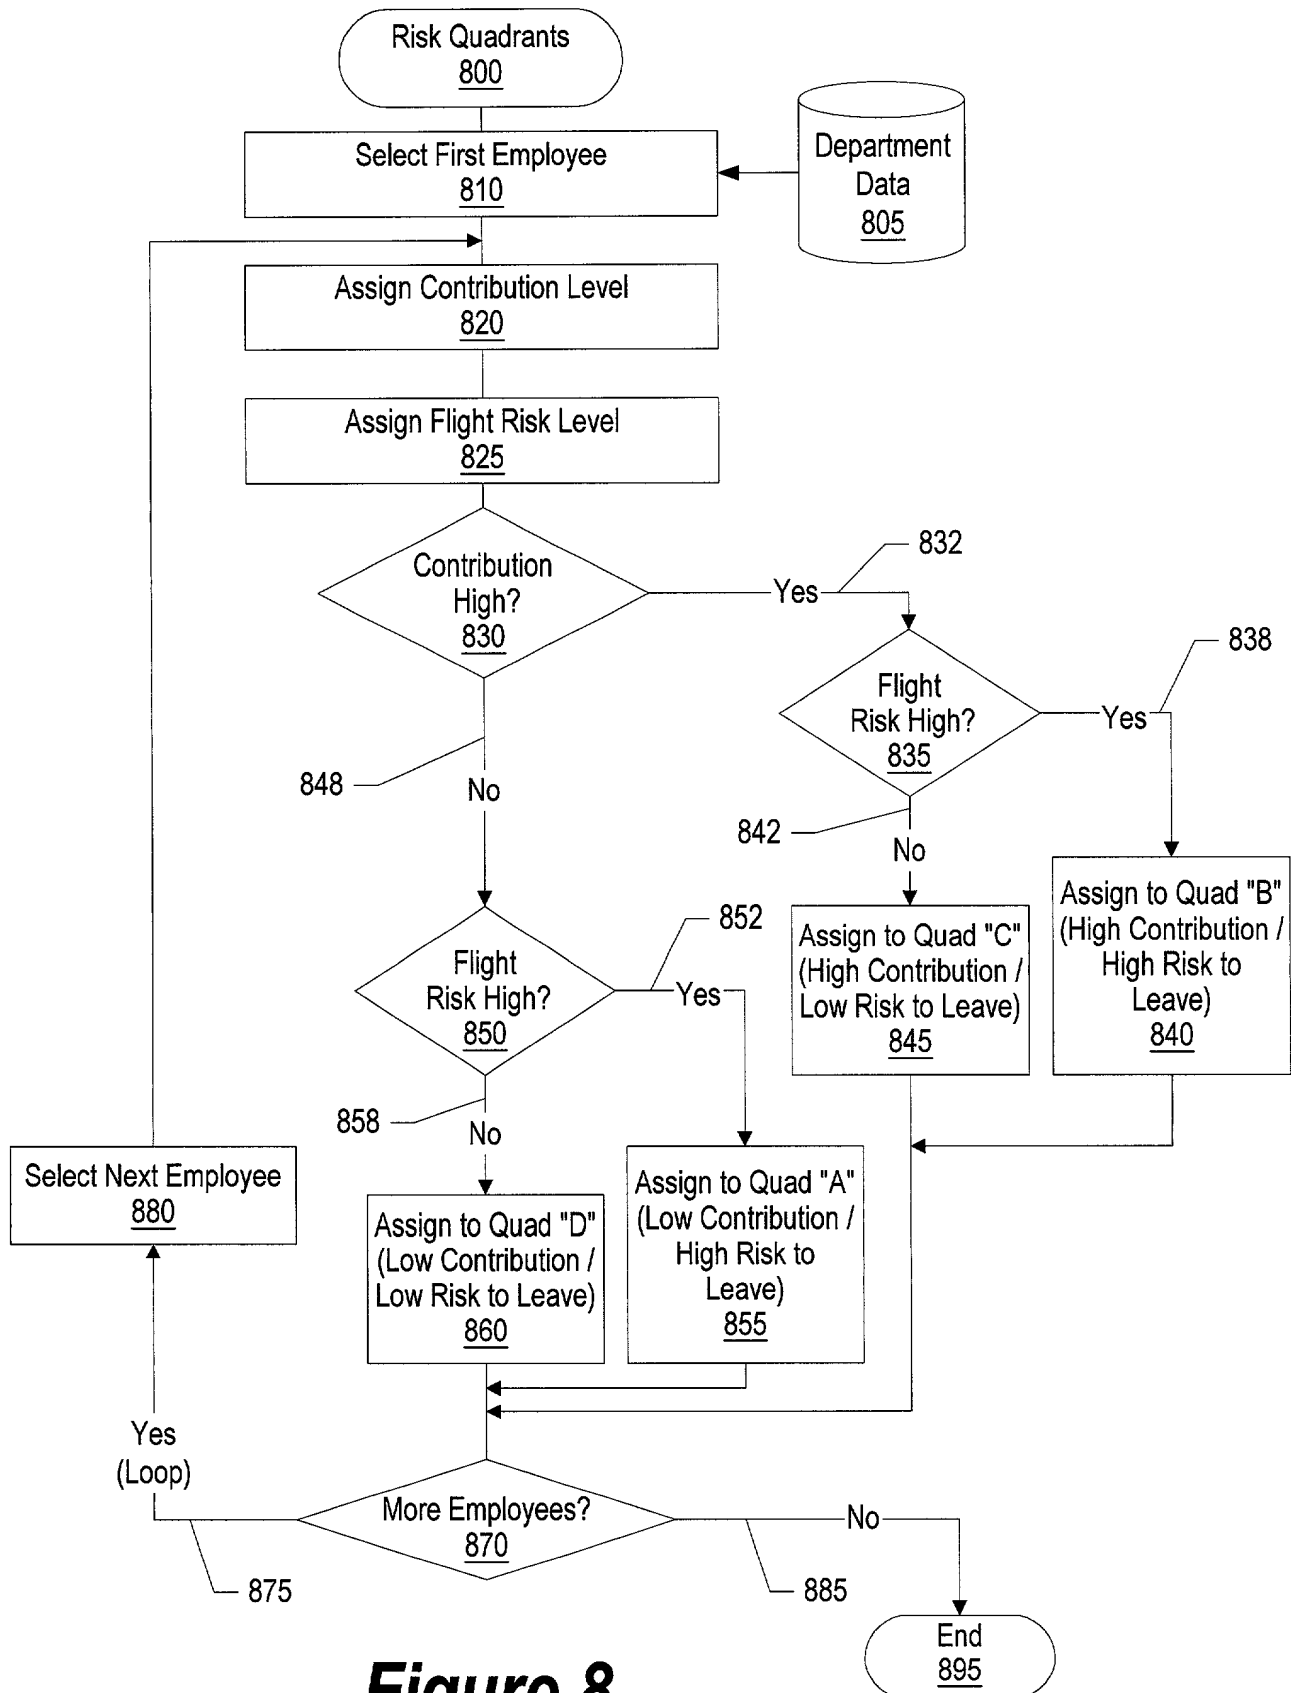 Risk Quadrants
800
Department
Data
805
Select First Employee
810
Assign Contribution Level
820
Assign Flight Risk Level
825
Contribution
High?
830
Yes
832
Flight
Risk High?
835
Yes
838
848
No
842
No
Assign to Quad "B"
(High Contribution /
High Risk to
Leave)
840
Assign to Quad "C"
(High Contribution /
Low Risk to Leave)
845
Flight
Risk High?
850
852
Yes
858
No
Select Next Employee
880
Assign to Quad "A"
(Low Contribution /
High Risk to
Leave)
855
Assign to Quad "D"
(Low Contribution /
Low Risk to Leave)
860
Yes
(Loop)
More Employees?
870
No
875
885
End
895
Figure 8